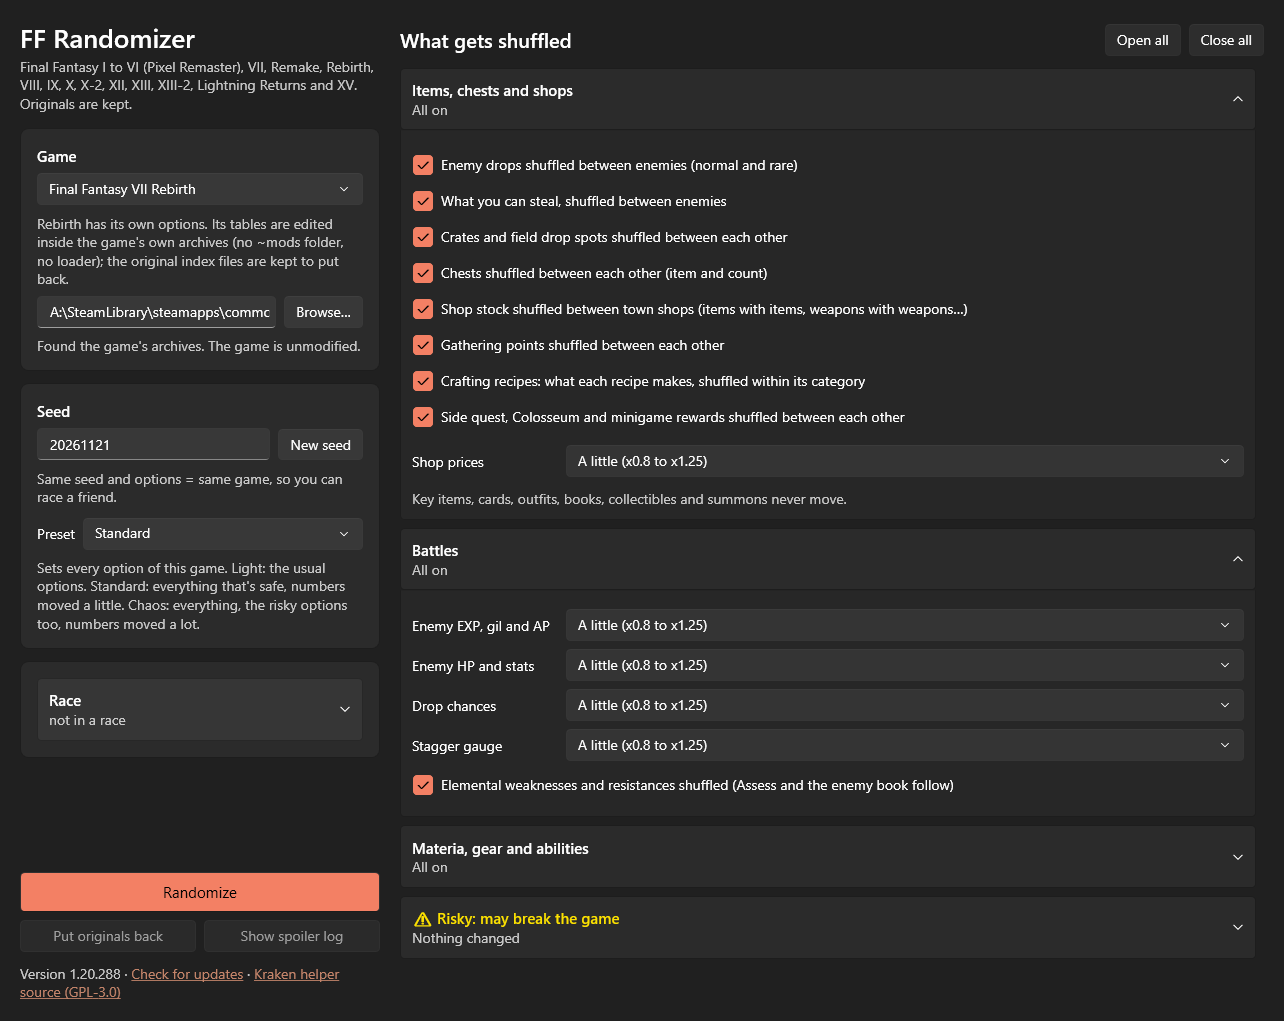 FF Randomizer
Final Fantasy I to VI (Pixel Remaster), VII, Remake, Rebirth,
VIII, IX, X, X-2, XII, XIII, XIII-2, Lightning Returns and XV.
Originals are kept.
Game
Final Fantasy VII Rebirth
Rebirth has its own options. Its tables are edited
inside the game's own archives (no ~mods folder,
no loader); the original index files are kept to put
back.
A:\SteamLibrary\steamapps\commc
Browse...
Found the game's archives. The game is unmodified.
Seed
20261121
New seed
Same seed and options = same game, so you can
race a friend.
Preset
Standard
Sets every option of this game. Light: the usual
options. Standard: everything that's safe, numbers
moved a little. Chaos: everything, the risky options
too, numbers moved a lot.
Race
not in a race
Randomize
Put originals back
Show spoiler log
Version 1.20.288 · Check for updates · Kraken helper
source (GPL-3.0)
What gets shuffled
Open all
Close all
Items, chests and shops
All on
Enemy drops shuffled between enemies (normal and rare)
What you can steal, shuffled between enemies
Crates and field drop spots shuffled between each other
Chests shuffled between each other (item and count)
Shop stock shuffled between town shops (items with items, weapons with weapons...)
Gathering points shuffled between each other
Crafting recipes: what each recipe makes, shuffled within its category
Side quest, Colosseum and minigame rewards shuffled between each other
Shop prices
A little (x0.8 to x1.25)
Key items, cards, outfits, books, collectibles and summons never move.
Battles
All on
Enemy EXP, gil and AP
A little (x0.8 to x1.25)
Enemy HP and stats
A little (x0.8 to x1.25)
Drop chances
A little (x0.8 to x1.25)
Stagger gauge
A little (x0.8 to x1.25)
Elemental weaknesses and resistances shuffled (Assess and the enemy book follow)
Materia, gear and abilities
All on
Risky: may break the game
Nothing changed